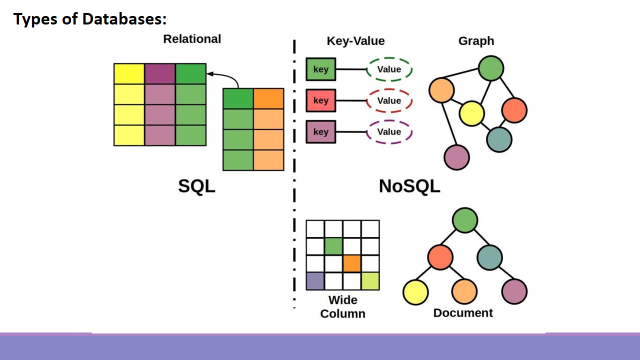 Types of Databases:
Relational
SQL
Key-Value
key Value
key Value
key Value
Graph
NoSQL
Wide
Column
Document